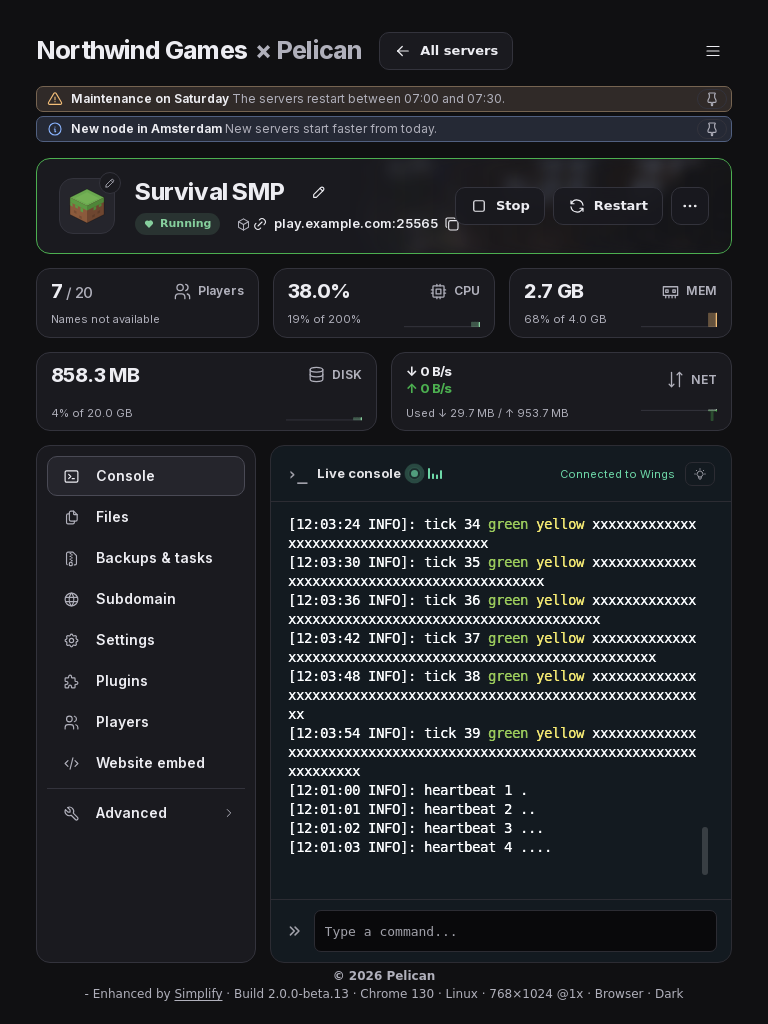 Northwind Games × Pelican
All servers
Maintenance on Saturday The servers restart between 07:00 and 07:30.
New node in Amsterdam New servers start faster from today.
Survival SMP
Running
play.example.com:25565
Stop
Restart
7 / 20
Players
Names not available
38.0%
CPU
19% of 200%
2.7 GB
MEM
68% of 4.0 GB
858.3 MB
DISK
4% of 20.0 GB
↓ 0 B/s
↑ 0 B/s
NET
Used ↓ 29.7 MB / ↑ 953.7 MB
Console
Files
Backups & tasks
Subdomain
Settings
Plugins
Players
Website embed
Advanced
Live console
Connected to Wings
[12:03:24 INFO]: tick 34 green yellow xxxxxxxxxxxxx
xxxxxxxxxxxxxxxxxxxxxxxxx
[12:03:30 INFO]: tick 35 green yellow xxxxxxxxxxxxx
xxxxxxxxxxxxxxxxxxxxxxxxxxxxxxxx
[12:03:36 INFO]: tick 36 green yellow xxxxxxxxxxxxx
xxxxxxxxxxxxxxxxxxxxxxxxxxxxxxxxxxxxxxx
[12:03:42 INFO]: tick 37 green yellow xxxxxxxxxxxxx
xxxxxxxxxxxxxxxxxxxxxxxxxxxxxxxxxxxxxxxxxxxxxx
[12:03:48 INFO]: tick 38 green yellow xxxxxxxxxxxxx
xxxxxxxxxxxxxxxxxxxxxxxxxxxxxxxxxxxxxxxxxxxxxxxxxxx
xx
[12:03:54 INFO]: tick 39 green yellow xxxxxxxxxxxxx
xxxxxxxxxxxxxxxxxxxxxxxxxxxxxxxxxxxxxxxxxxxxxxxxxxx
xxxxxxxxx
[12:01:00 INFO]: heartbeat 1 .
[12:01:01 INFO]: heartbeat 2 ..
[12:01:02 INFO]: heartbeat 3 ...
[12:01:03 INFO]: heartbeat 4 ....
Type a command...
© 2026 Pelican
- Enhanced by Simplify · Build 2.0.0-beta.13 · Chrome 130 · Linux · 768×1024 @1x · Browser · Dark